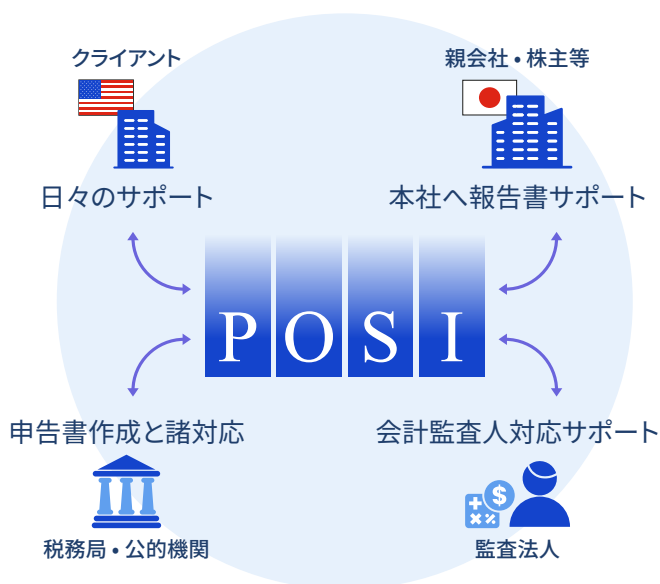 クライアント
日々のサポート
親会社・株主等
本社へ報告書サポート
POSI
申告書作成と諸対応
税務局・公的機関
会計監査人対応サポート
$
監査法人